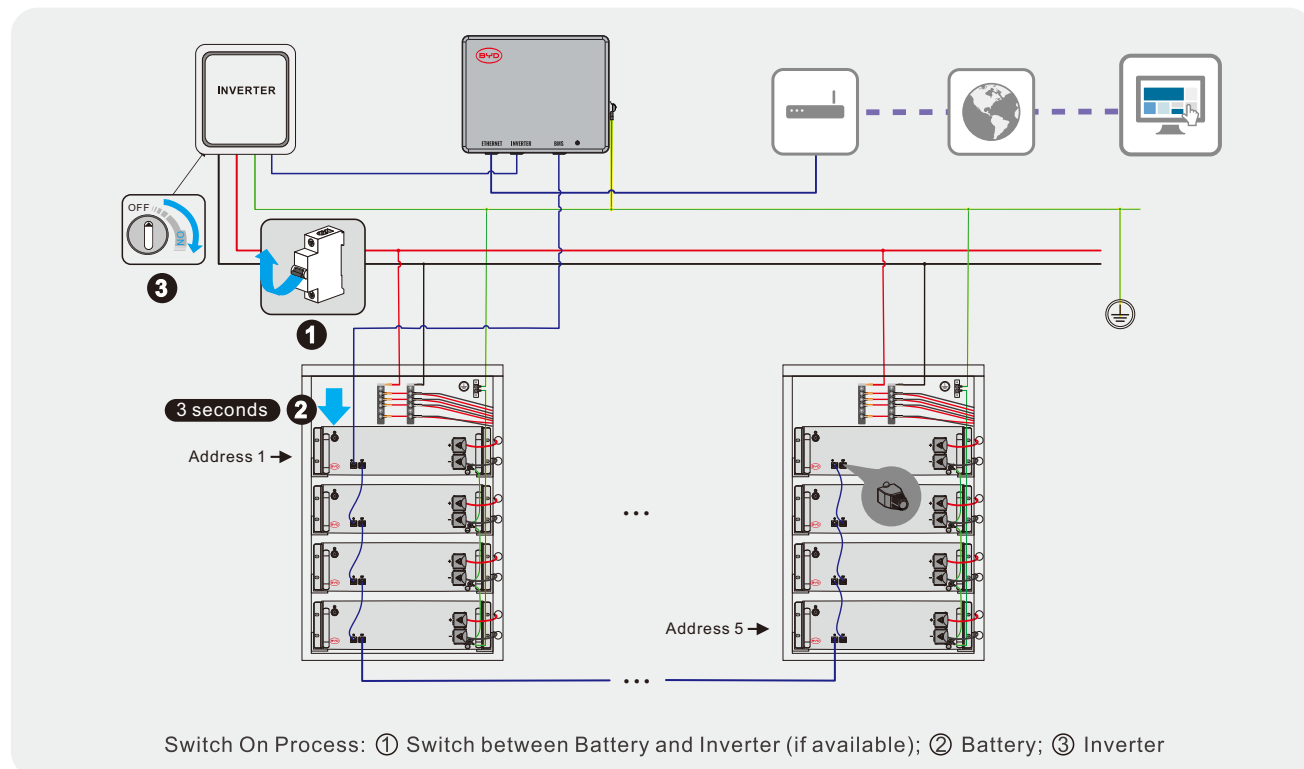 INVERTER
BYD
ETHERNET INVERTER BMS
OFF
ON
3
1
3 seconds 2
Address 1
...
Address 5
...
Switch On Process: ① Switch between Battery and Inverter (if available); ② Battery; ③ Inverter